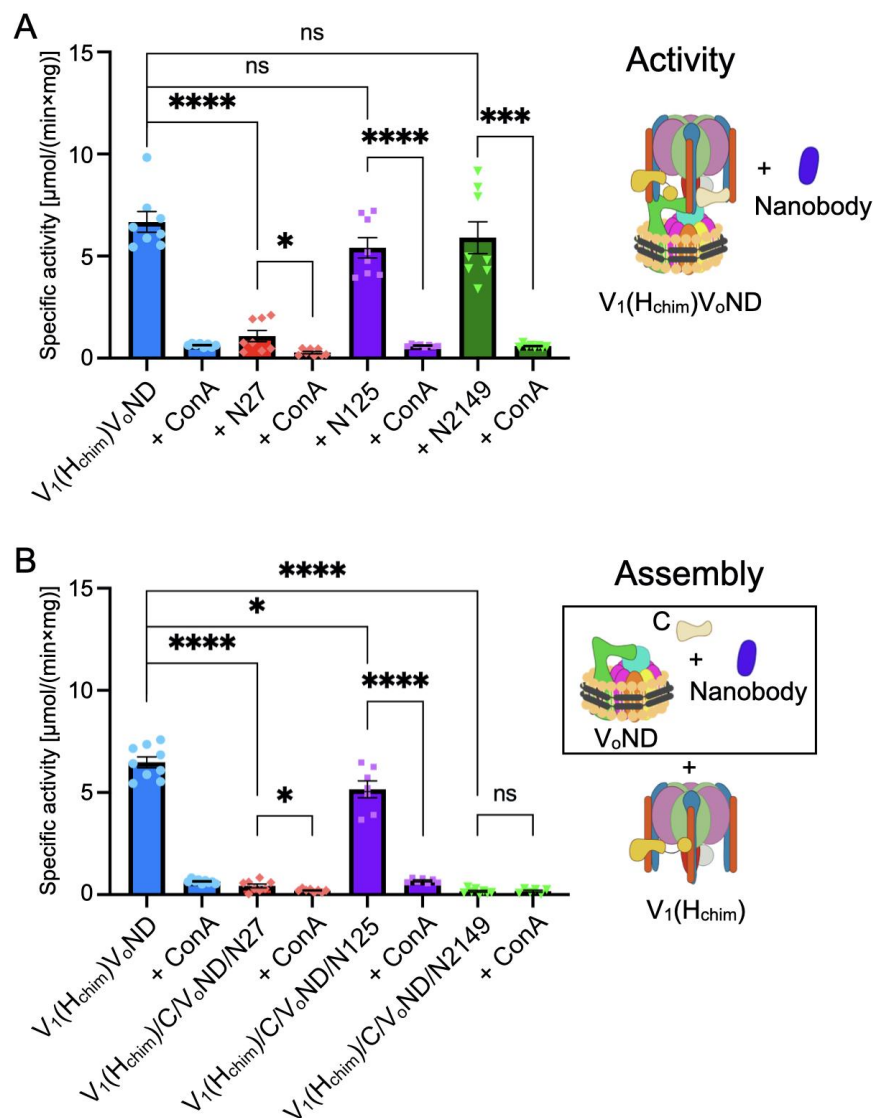 A
ns
ns
****
*
****
***
15
10
5
0
Specific activity [µmol/(min×mg)]
V₁(Hchim)VₒND
+ ConA
+ N27
+ ConA
+ N125
+ ConA
+ N2149
+ ConA
Activity
+
Nanobody
V₁(Hchim)VₒND
B
****
*
****
****
*
ns
15
10
5
0
Specific activity [µmol/(min×mg)]
V₁(Hchim)VₒND
+ ConA
V₁(Hchim)/C/VₒND/N27
+ ConA
V₁(Hchim)/C/VₒND/N125
+ ConA
V₁(Hchim)/C/VₒND/N2149
+ ConA
Assembly
C
+
Nanobody
VₒND
+
V₁(Hchim)